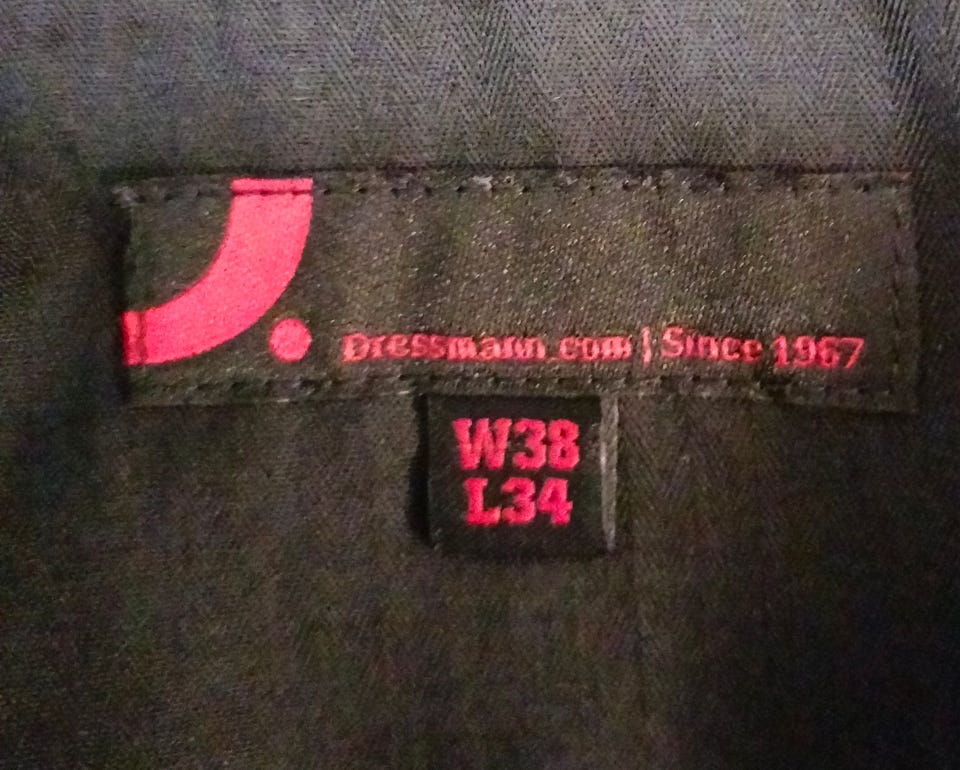 Dressmann.com | Since 1967
W38
L34